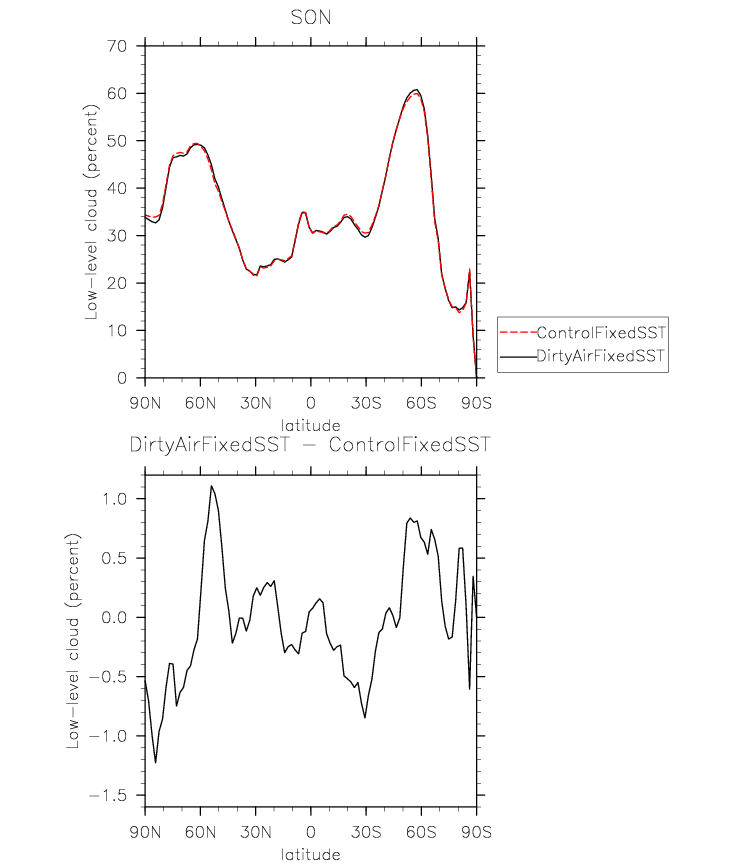 SON
70
60
50
40
30
20
10
0
Low-level cloud (percent)
90N 60N 30N 0 30S 60S 90S
latitude
ControlFixedSST
DirtyAirFixedSST
DirtyAirFixedSST - ControlFixedSST
1.0
0.5
0.0
-0.5
-1.0
-1.5
Low-level cloud (percent)
90N 60N 30N 0 30S 60S 90S
latitude